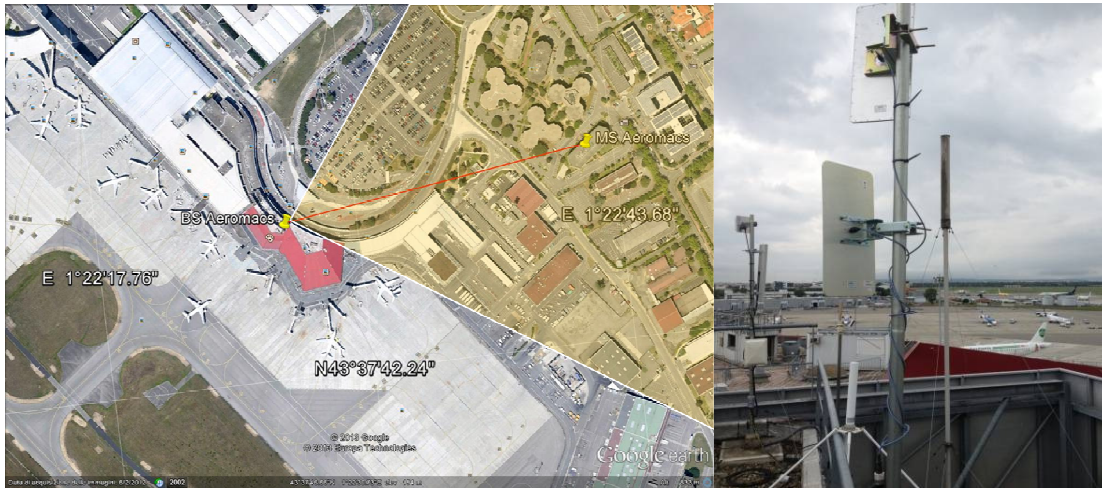 BS Aeromacs
MS Aeromacs
E 1°22'43.68"
E 1°22'17.76"
N43°37'42.24"
© 2013 Google
© 2013 Europa Technologies
Google earth
2002